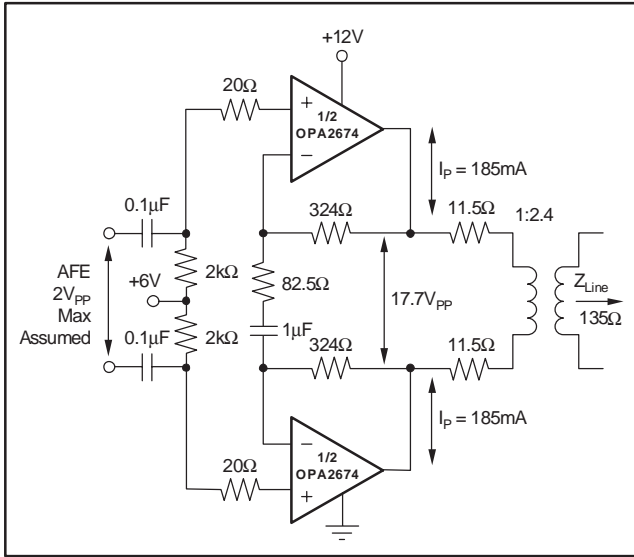 +12V
20Ω
+
1/2
OPA2674
−
I_P = 185mA
0.1µF
324Ω
11.5Ω
1:2.4
AFE
2V_PP
Max
Assumed
+6V
2kΩ
2kΩ
82.5Ω
1µF
17.7V_PP
Z_Line
135Ω
0.1µF
324Ω
11.5Ω
−
1/2
OPA2674
+
20Ω
I_P = 185mA